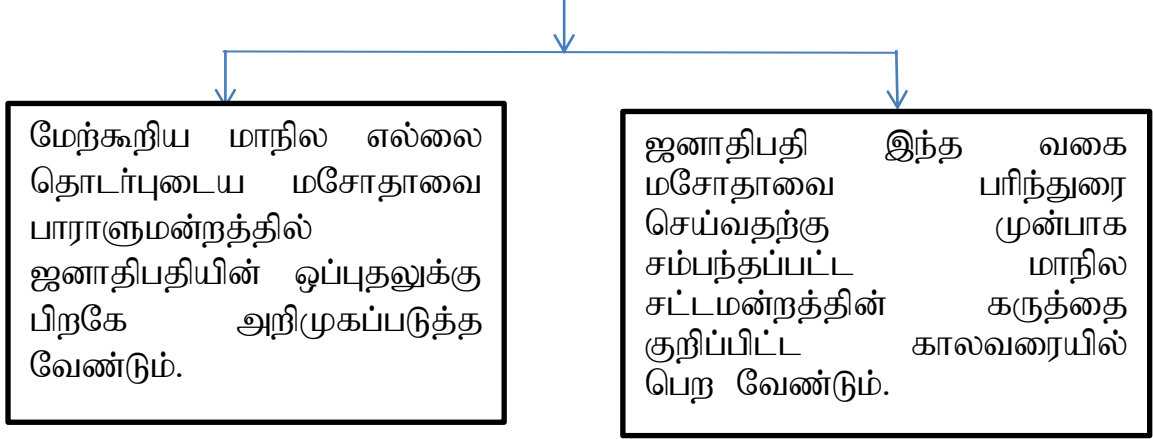 மேற்கூறிய மாநில எல்லை
தொடர்புடைய மசோதாவை
பாராளுமன்றத்தில்
ஜனாதிபதியின் ஒப்புதலுக்கு
பிறகே அறிமுகப்படுத்த
வேண்டும்.
ஜனாதிபதி இந்த வகை
மசோதாவை பரிந்துரை
செய்வதற்கு முன்பாக
சம்பந்தப்பட்ட மாநில
சட்டமன்றத்தின் கருத்தை
குறிப்பிட்ட காலவரையில்
பெற வேண்டும்.